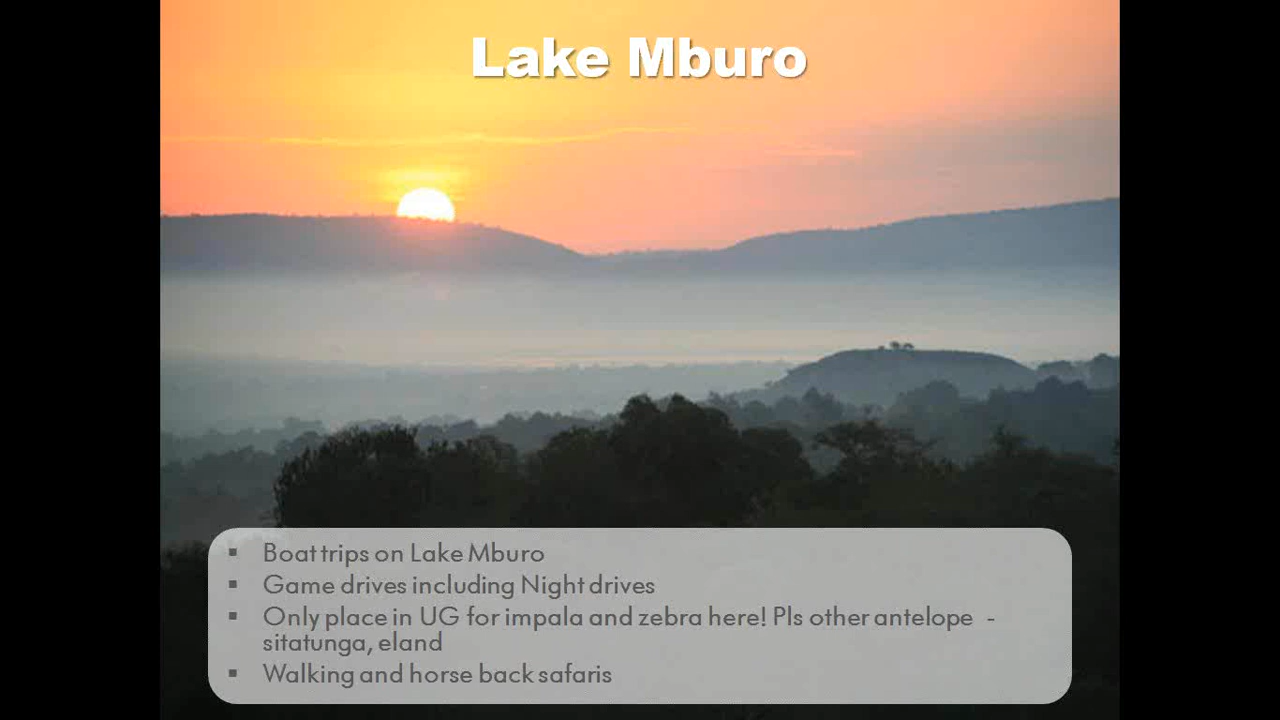 Lake Mburo
▪ Boat trips on Lake Mburo
▪ Game drives including Night drives
▪ Only place in UG for impala and zebra here! Pls other antelope -
sitatunga, eland
▪ Walking and horse back safaris